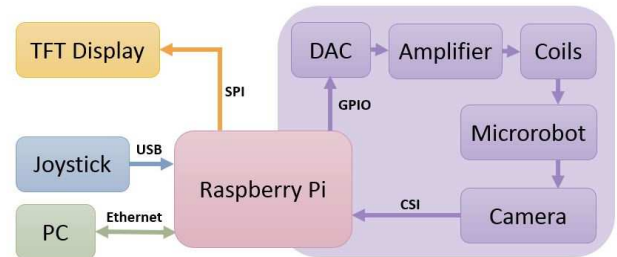 TFT Display
DAC
Amplifier
Coils
SPI
GPIO
Microrobot
USB
Joystick
Raspberry Pi
CSI
Camera
Ethernet
PC